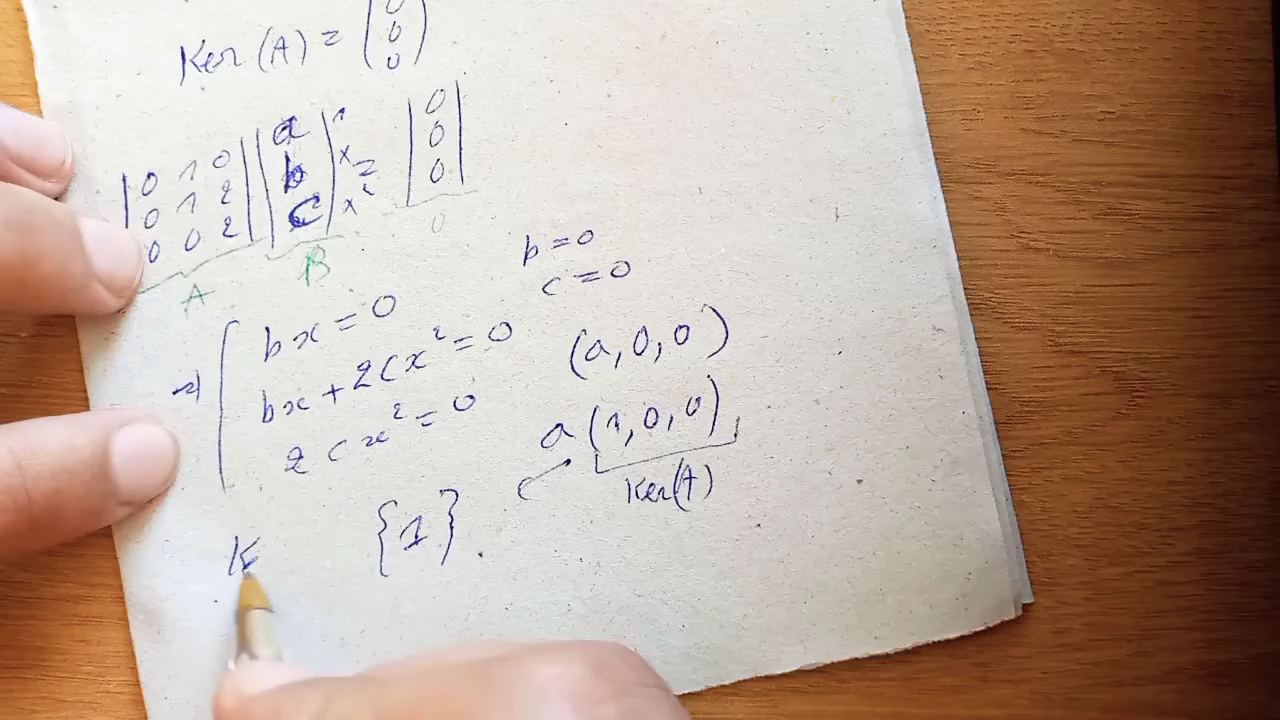 Ker(A) = (0 0 0)
|0 1 0| |a| 1 |0|
|0 1 2| |b| x = |0|
|0 0 2| |c| x² |0|
A B 0
b = 0
c = 0
bx = 0
bx + 2cx² = 0
2cx² = 0
(a, 0, 0)
a(1, 0, 0)
Ker(A)
{1}
K